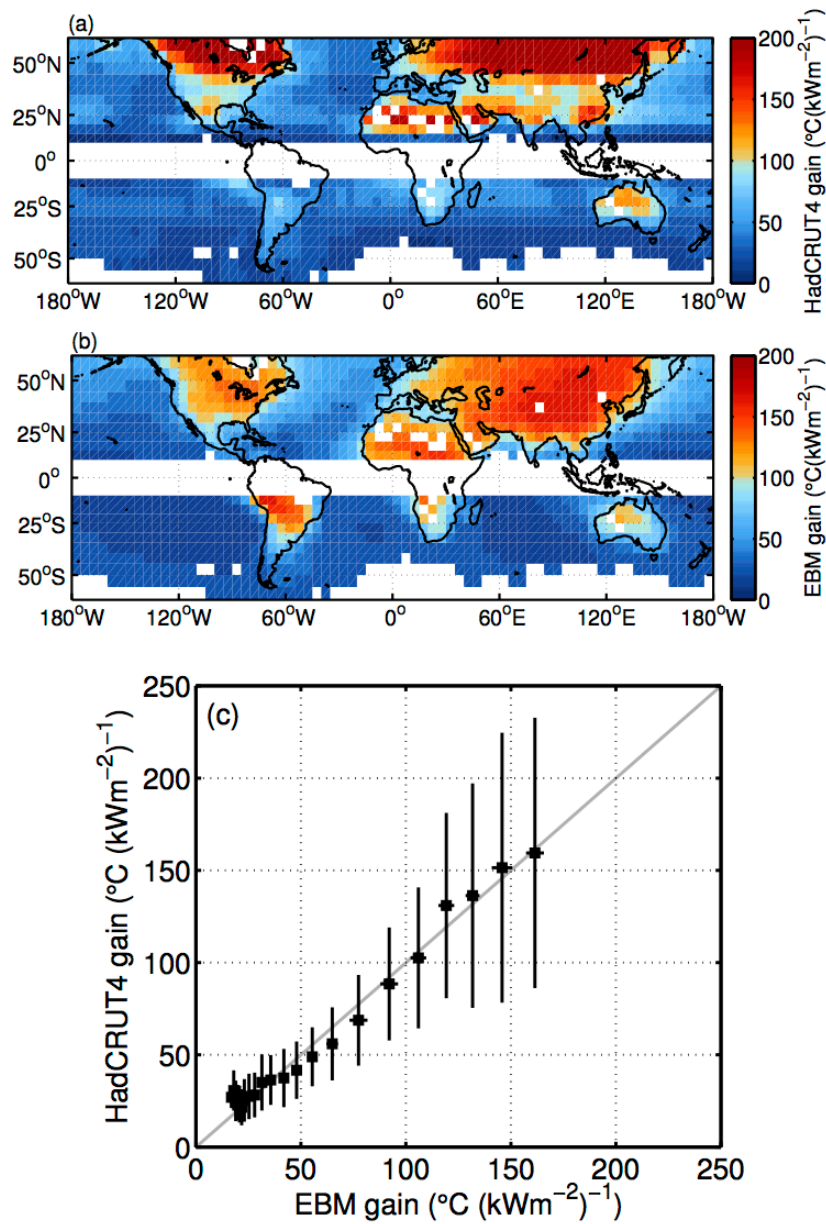 (a)
50°N
25°N
0°
25°S
50°S
180°W 120°W 60°W 0° 60°E 120°E 180°W
200
150
100
50
0
HadCRUT4 gain (°C(kWm⁻²)⁻¹)
(b)
50°N
25°N
0°
25°S
50°S
180°W 120°W 60°W 0° 60°E 120°E 180°W
200
150
100
50
0
EBM gain (°C(kWm⁻²)⁻¹)
(c)
250
200
150
100
50
0
HadCRUT4 gain (°C (kWm⁻²)⁻¹)
0 50 100 150 200 250
EBM gain (°C (kWm⁻²)⁻¹)